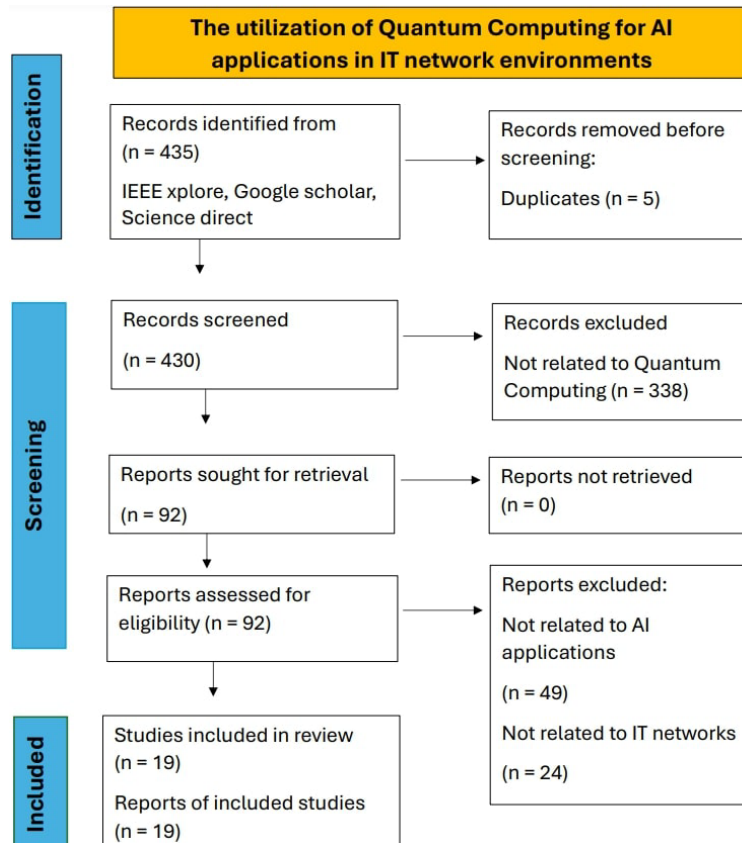 The utilization of Quantum Computing for AI
applications in IT network environments
Identification
Records identified from
(n = 435)
IEEE xplore, Google scholar,
Science direct
Records removed before
screening:
Duplicates (n = 5)
Screening
Records screened
(n = 430)
Records excluded
Not related to Quantum
Computing (n = 338)
Reports sought for retrieval
(n = 92)
Reports not retrieved
(n = 0)
Reports assessed for
eligibility (n = 92)
Reports excluded:
Not related to AI
applications
(n = 49)
Not related to IT networks
(n = 24)
Included
Studies included in review
(n = 19)
Reports of included studies
(n = 19)